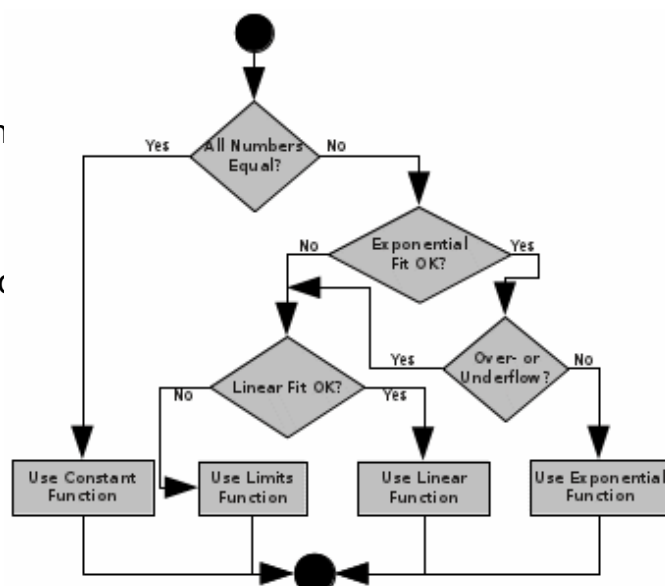 All Numbers
Equal?
Yes
No
Exponential
Fit OK?
No
Yes
Over- or
Underflow?
Yes
No
Linear Fit OK?
No
Yes
Use Constant
Function
Use Limits
Function
Use Linear
Function
Use Exponential
Function